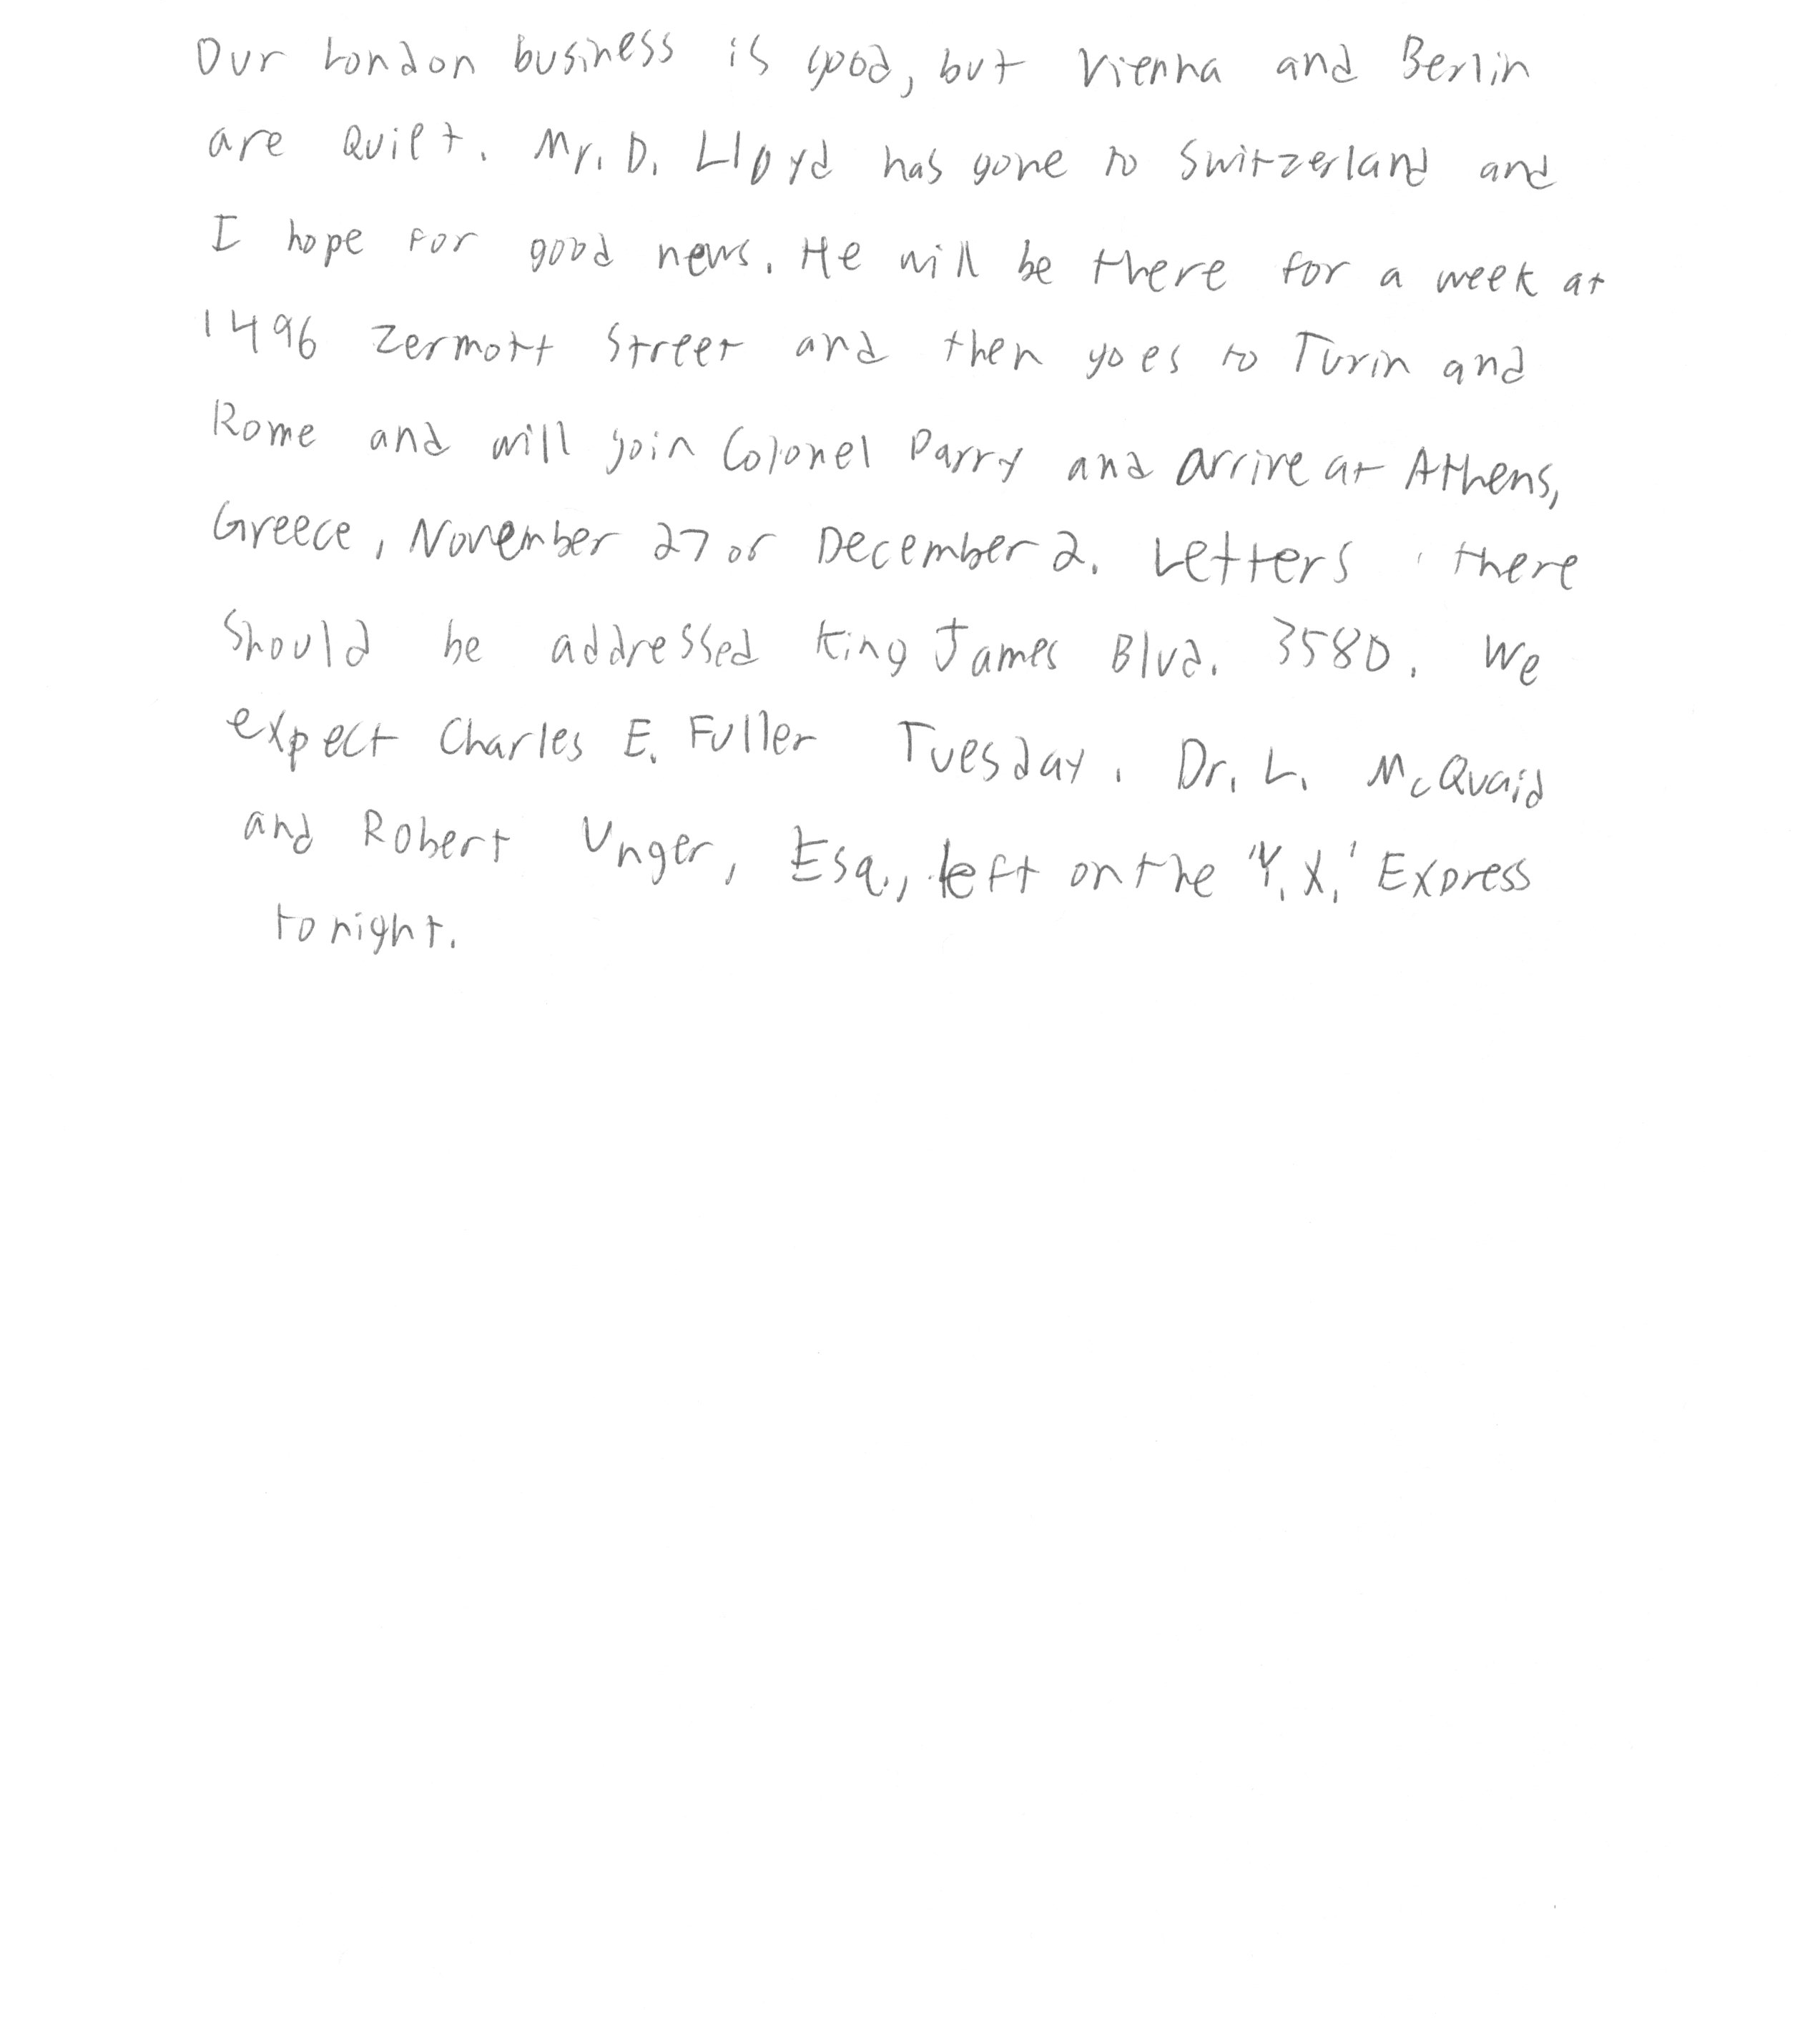 Our London business is good, but Vienna and Berlin
are Quiet. Mr. D. Lloyd has gone to Switzerland and
I hope for good news. He will be there for a week at
1496 Zermott Street and then goes to Turin and
Rome and will join Colonel Parry and arrive at Athens,
Greece, November 27 or December 2. Letters there
should be addressed King James Blvd. 3580. We
expect Charles E. Fuller Tuesday. Dr. L. McQuaid
and Robert Unger, Esq., left on the 'Y.X.' Express
tonight.